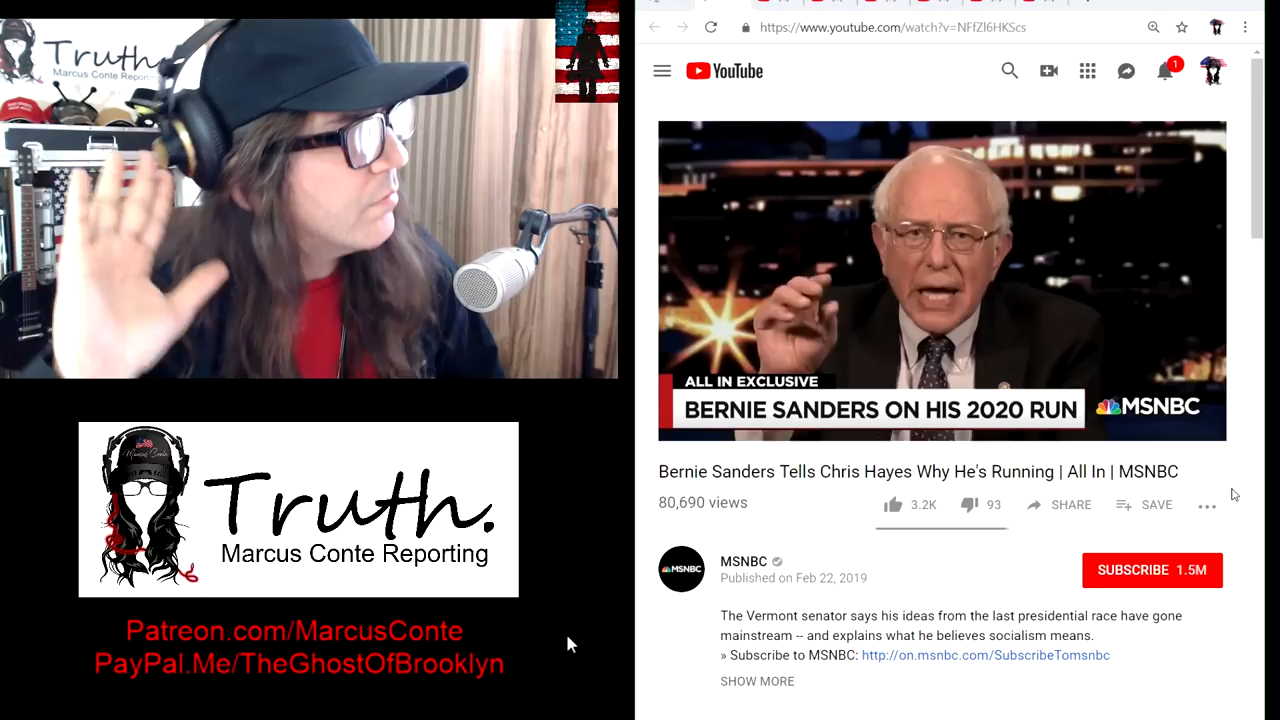 Truth.
Marcus Conte Reporting
Marcus Conte
Truth.
Marcus Conte Reporting
Patreon.com/MarcusConte
PayPal.Me/TheGhostOfBrooklyn
https://www.youtube.com/watch?v=NFfZl6HKScs
YouTube
1
ALL IN EXCLUSIVE
BERNIE SANDERS ON HIS 2020 RUN
MSNBC
Bernie Sanders Tells Chris Hayes Why He's Running | All In | MSNBC
80,690 views
3.2K
93
SHARE
SAVE
MSNBC
MSNBC
Published on Feb 22, 2019
SUBSCRIBE 1.5M
The Vermont senator says his ideas from the last presidential race have gone
mainstream -- and explains what he believes socialism means.
» Subscribe to MSNBC: http://on.msnbc.com/SubscribeTomsnbc
SHOW MORE